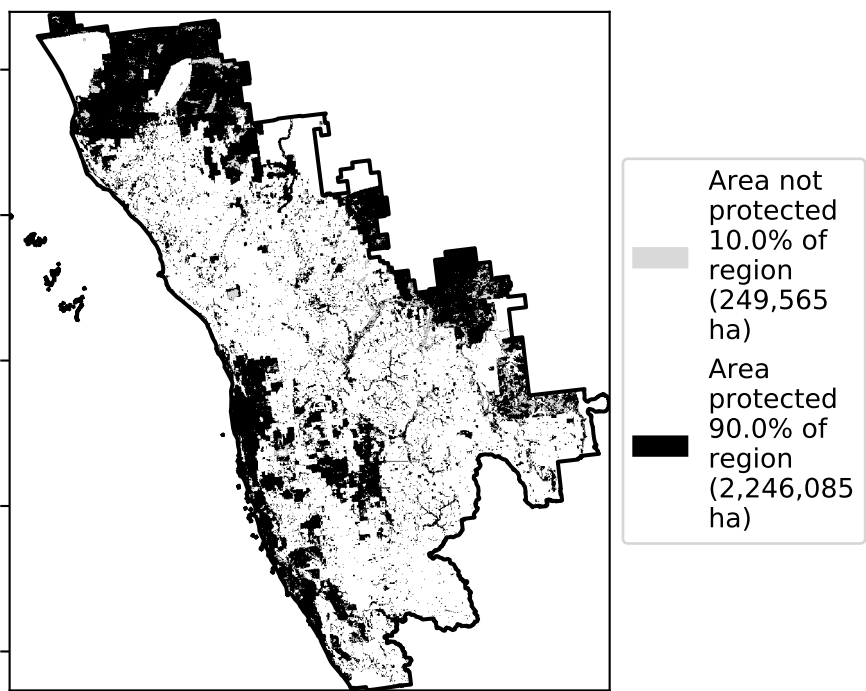 Area not
protected
10.0% of
region
(249,565
ha)
Area
protected
90.0% of
region
(2,246,085
ha)